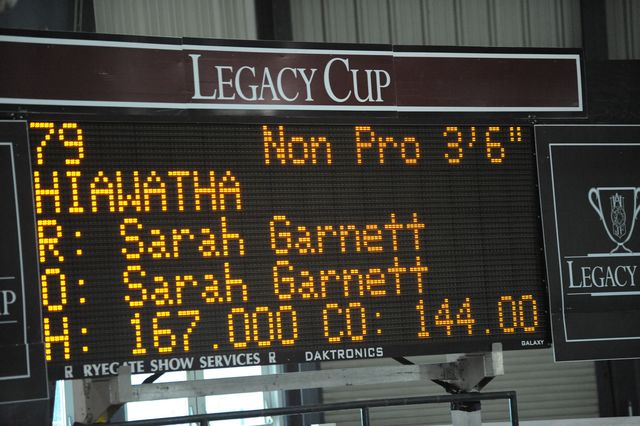 LEGACY CUP
79 Non Pro 3'6"
HIAWATHA
R: Sarah Garnett
O: Sarah Garnett
H: 167.000 CO: 144.00
R RYEGATE SHOW SERVICES R DAKTRONICS GALAXY
UP
LEGACY